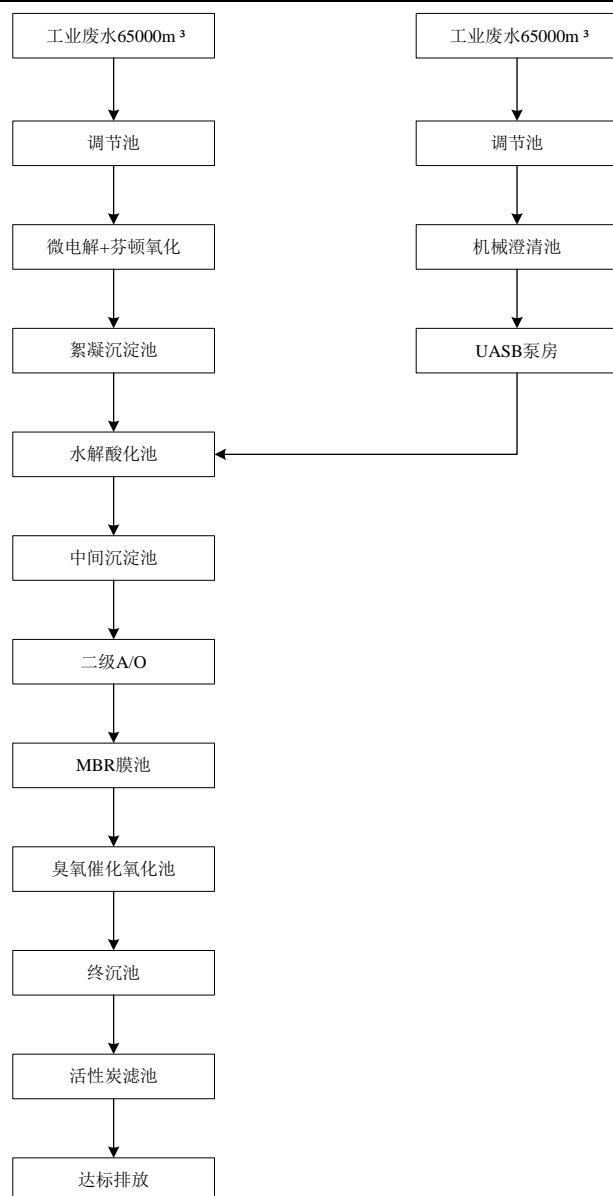 工业废水65000m³
工业废水65000m³
调节池
调节池
微电解+芬顿氧化
机械澄清池
絮凝沉淀池
UASB泵房
水解酸化池
中间沉淀池
二级A/O
MBR膜池
臭氧催化氧化池
终沉池
活性炭滤池
达标排放